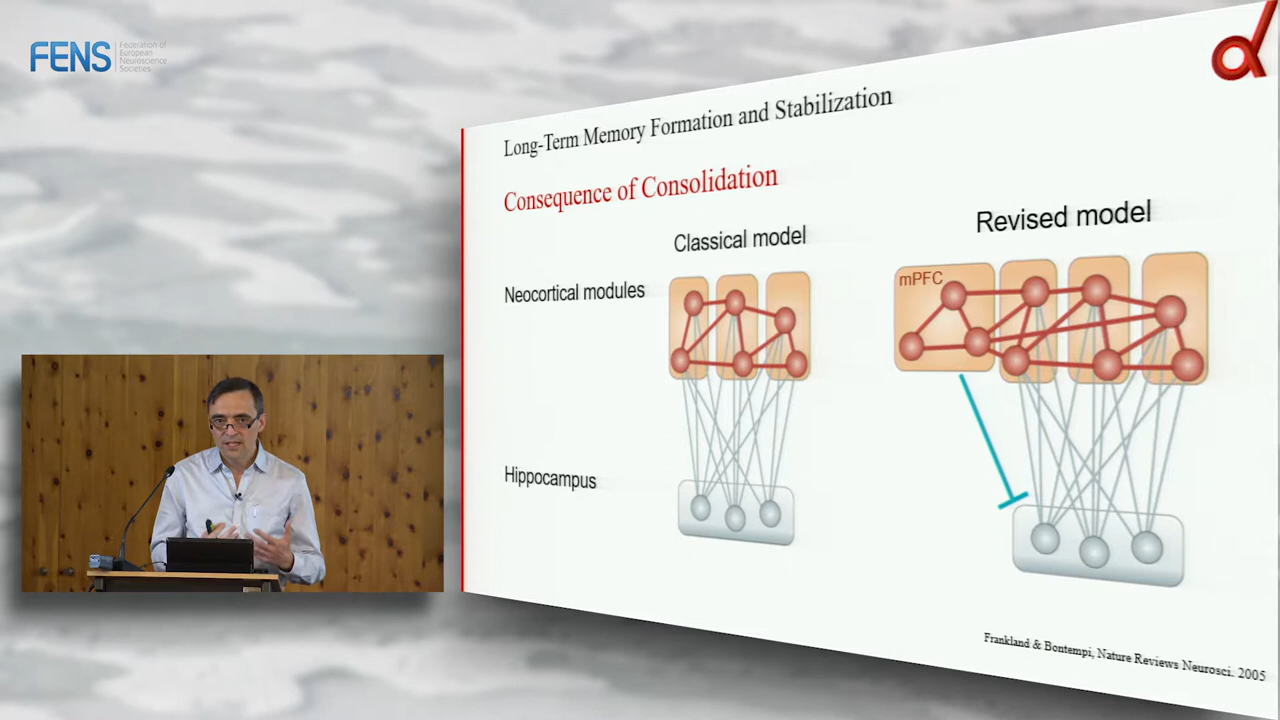 FENS
Federation of
European
Neuroscience
Societies
Long-Term Memory Formation and Stabilization
Consequence of Consolidation
Classical model
Revised model
Neocortical modules
mPFC
Hippocampus
Frankland & Bontempi, Nature Reviews Neurosci. 2005